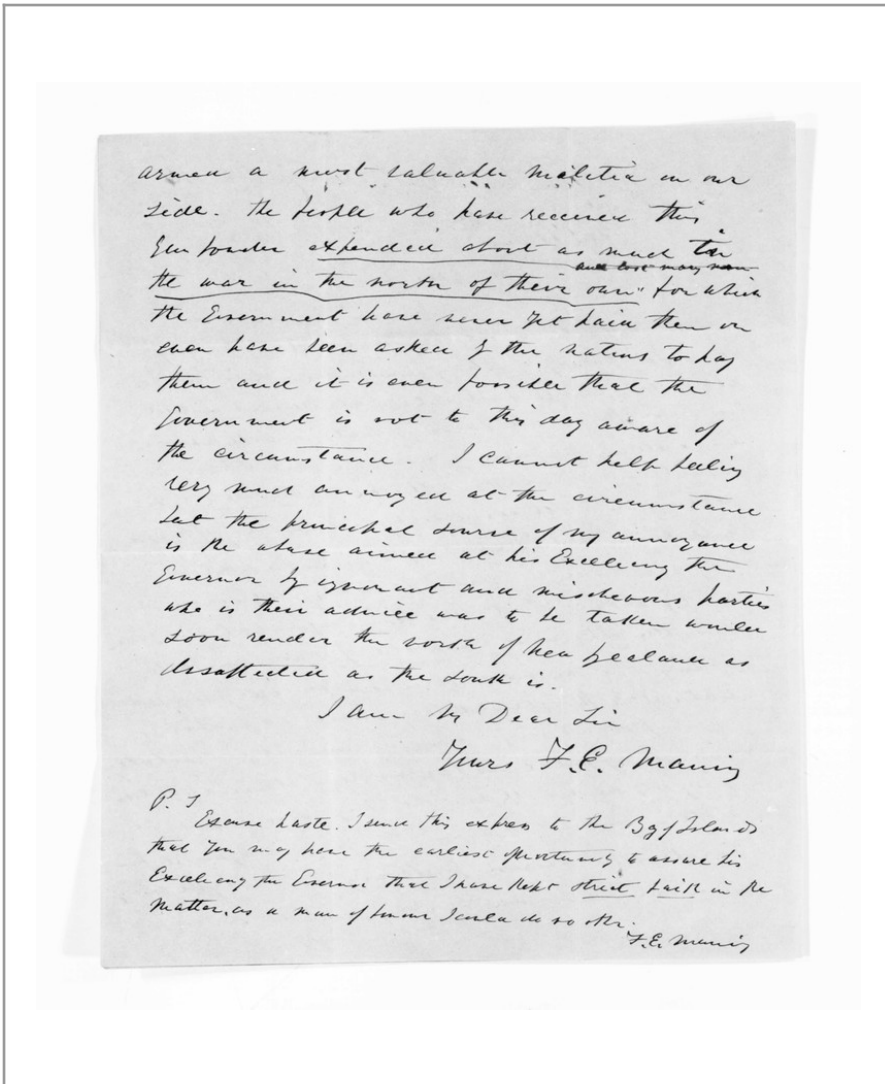 armed a most valuable militia on our
side. the people who have received this
Gun powder expended about as much in
and lost many men
the war in the north of their own" for which
the Government have never yet paid them or
even have been asked by the natives to pay
them and it is even possible that the
Government is not to this day aware of
the circumstance. I cannot help feeling
very much annoyed at the circumstance
but the principal source of my annoyance
is the abuse aimed at his Excellency the
Governor by ignorant and mischevous parties
who is their advice was to be taken would
soon render the north of New Zealand as
disaffected as the south is.
I am My Dear Sir
Yours F. E. Maning
P. S
Excuse haste. I send this express to the Bay of Islands
that you may have the earliest opportunity to assure his
Excellency the Governor that I have kept strict faith in the
Matter, as a man of honour I could do no other.
F. E. Maning